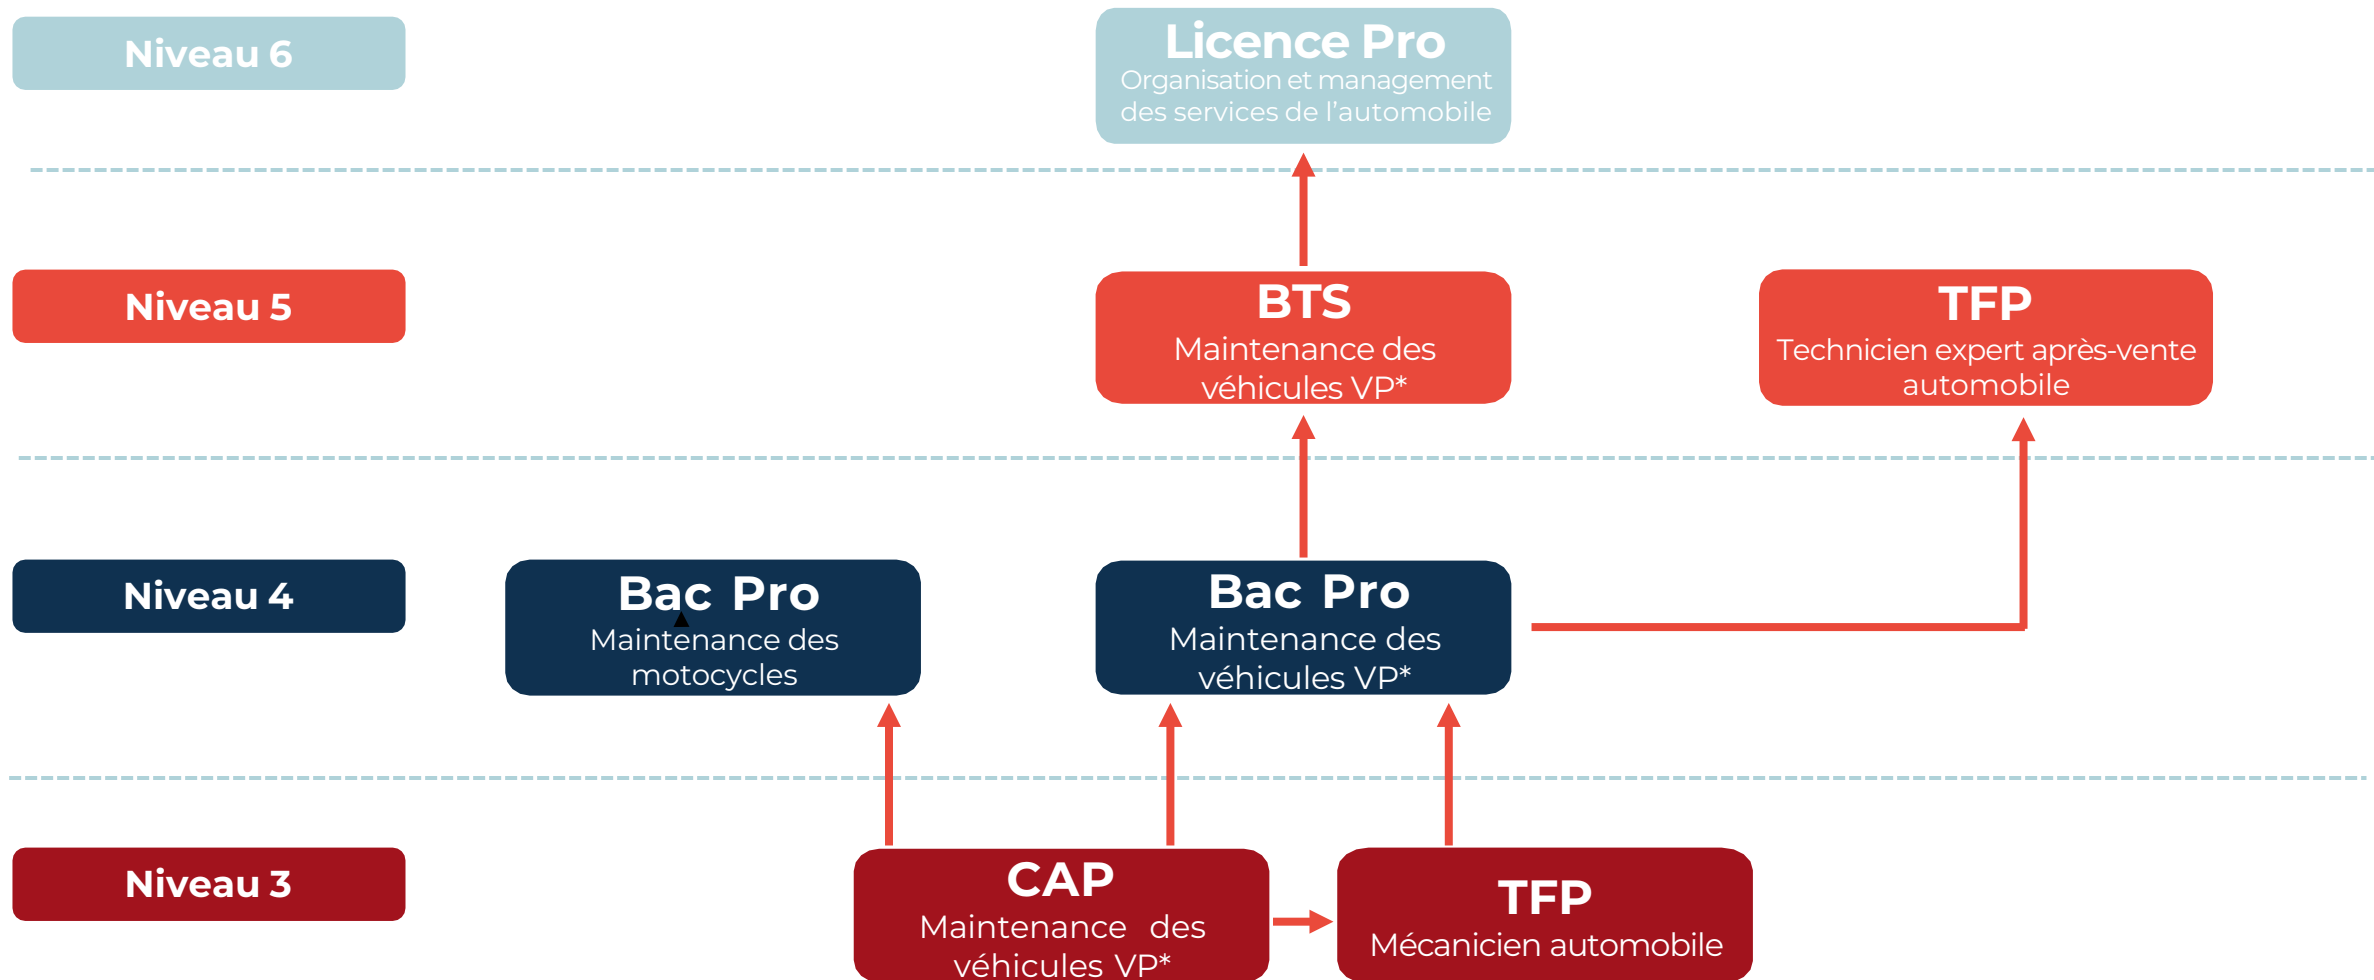 Niveau 6
Licence Pro
Organisation et management
des services de l'automobile
Niveau 5
BTS
Maintenance des
véhicules VP*
TFP
Technicien expert après-vente
automobile
Niveau 4
Bac Pro
Maintenance des
motocycles
Bac Pro
Maintenance des
véhicules VP*
Niveau 3
CAP
Maintenance des
véhicules VP*
TFP
Mécanicien automobile